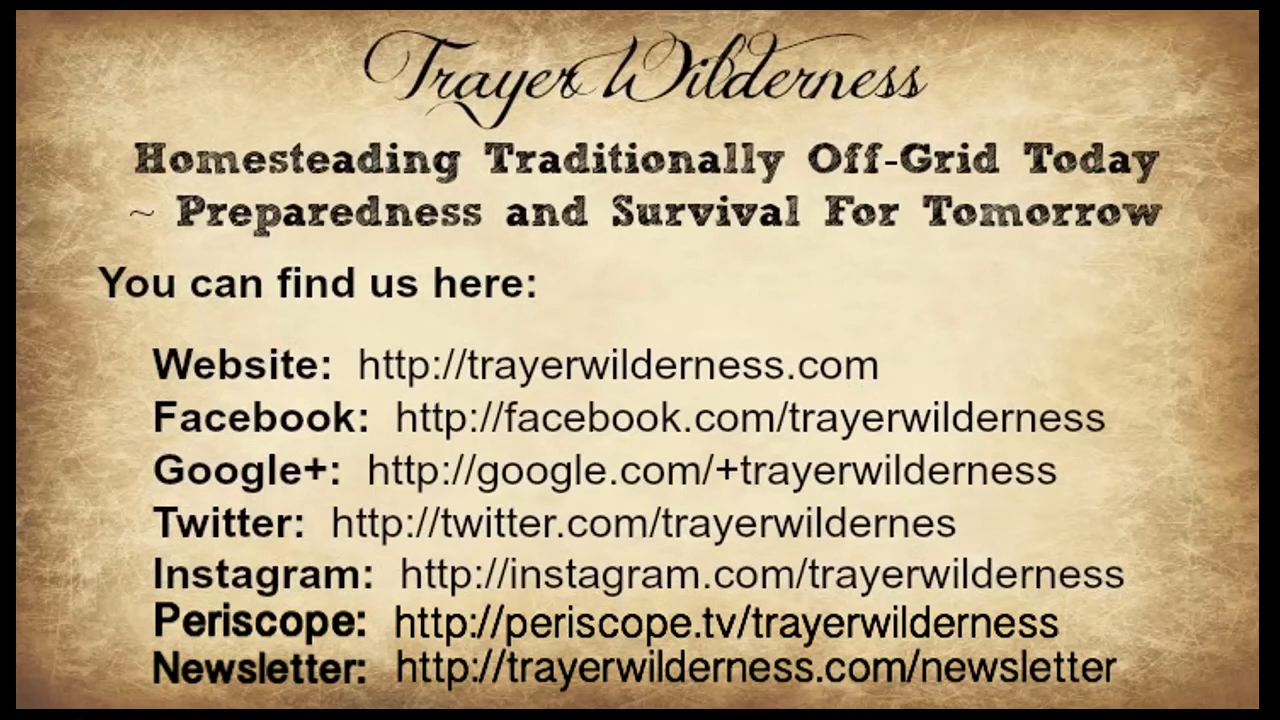 Trayer Wilderness
Homesteading Traditionally Off-Grid Today
~ Preparedness and Survival For Tomorrow
You can find us here:
Website: http://trayerwilderness.com
Facebook: http://facebook.com/trayerwilderness
Google+: http://google.com/+trayerwilderness
Twitter: http://twitter.com/trayerwildernes
Instagram: http://instagram.com/trayerwilderness
Periscope: http://periscope.tv/trayerwilderness
Newsletter: http://trayerwilderness.com/newsletter